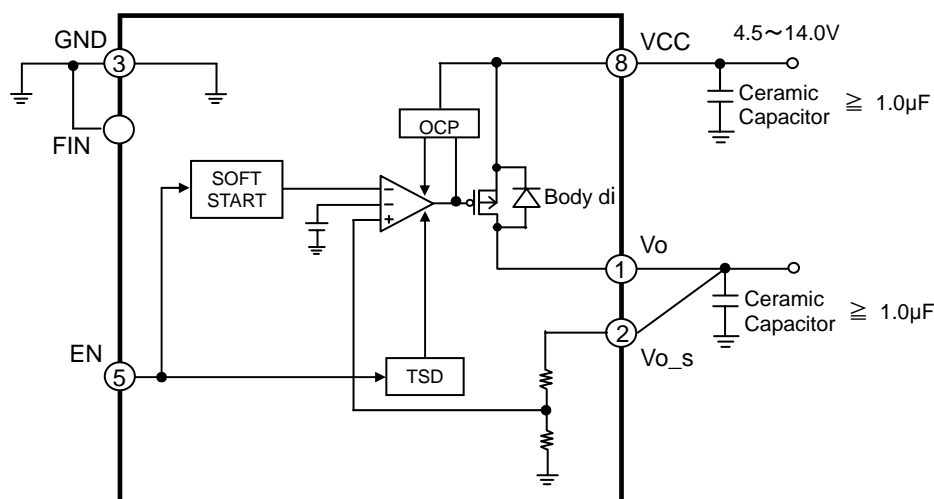 GND
3
FIN
VCC
8
4.5～14.0V
Ceramic
Capacitor ≧ 1.0µF
OCP
SOFT
START
−
−
+
Body di
Vo
1
Ceramic
Capacitor ≧ 1.0µF
2
Vo_s
EN
5
TSD